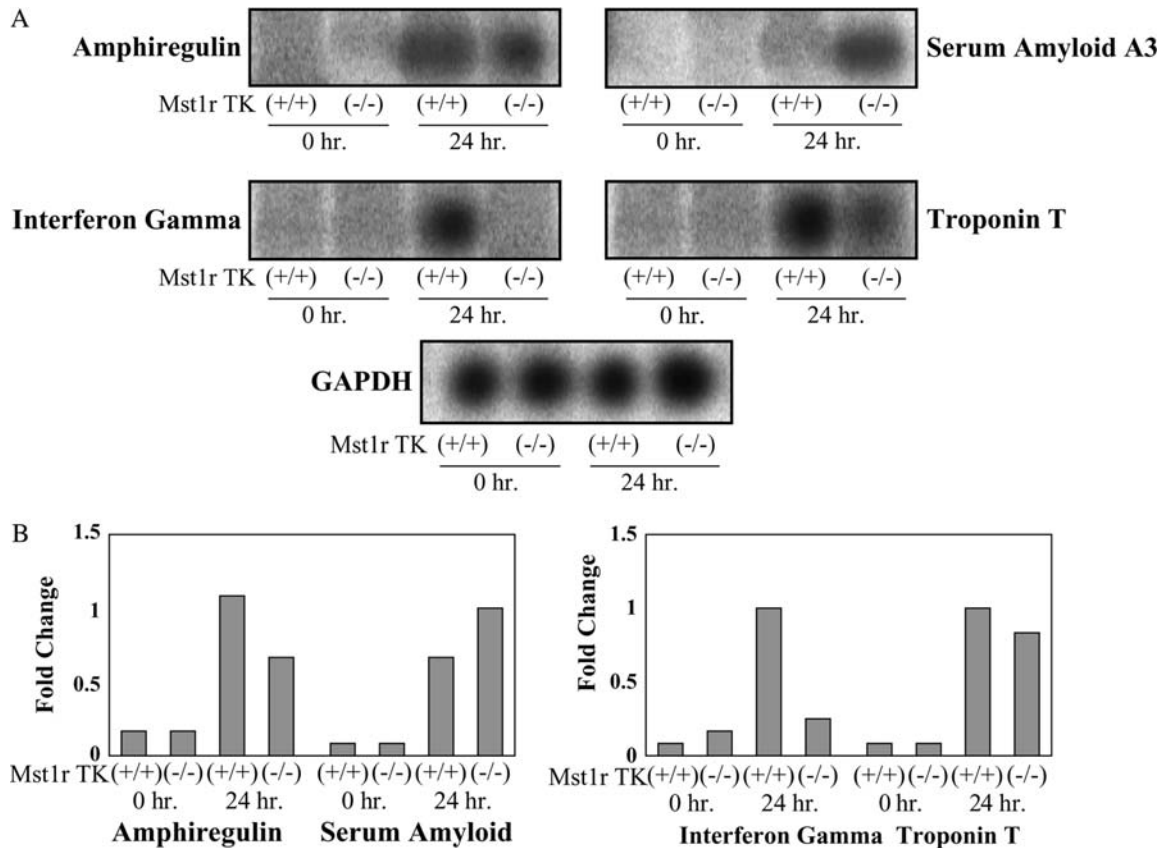 A
Amphiregulin
Mst1r TK (+/+) (-/-) (+/+) (-/-)
0 hr. 24 hr.
Serum Amyloid A3
(+/+) (-/-) (+/+) (-/-)
0 hr. 24 hr.
Interferon Gamma
Mst1r TK (+/+) (-/-) (+/+) (-/-)
0 hr. 24 hr.
Troponin T
(+/+) (-/-) (+/+) (-/-)
0 hr. 24 hr.
GAPDH
Mst1r TK (+/+) (-/-) (+/+) (-/-)
0 hr. 24 hr.
B
Fold Change
1.5
1
0.5
0
Mst1r TK (+/+) (-/-) (+/+) (-/-) (+/+) (-/-) (+/+) (-/-)
0 hr. 24 hr. 0 hr. 24 hr.
Amphiregulin Serum Amyloid
Fold Change
1.5
1
0.5
0
Mst1r TK (+/+) (-/-) (+/+) (-/-) (+/+) (-/-) (+/+) (-/-)
0 hr. 24 hr. 0 hr. 24 hr.
Interferon Gamma Troponin T